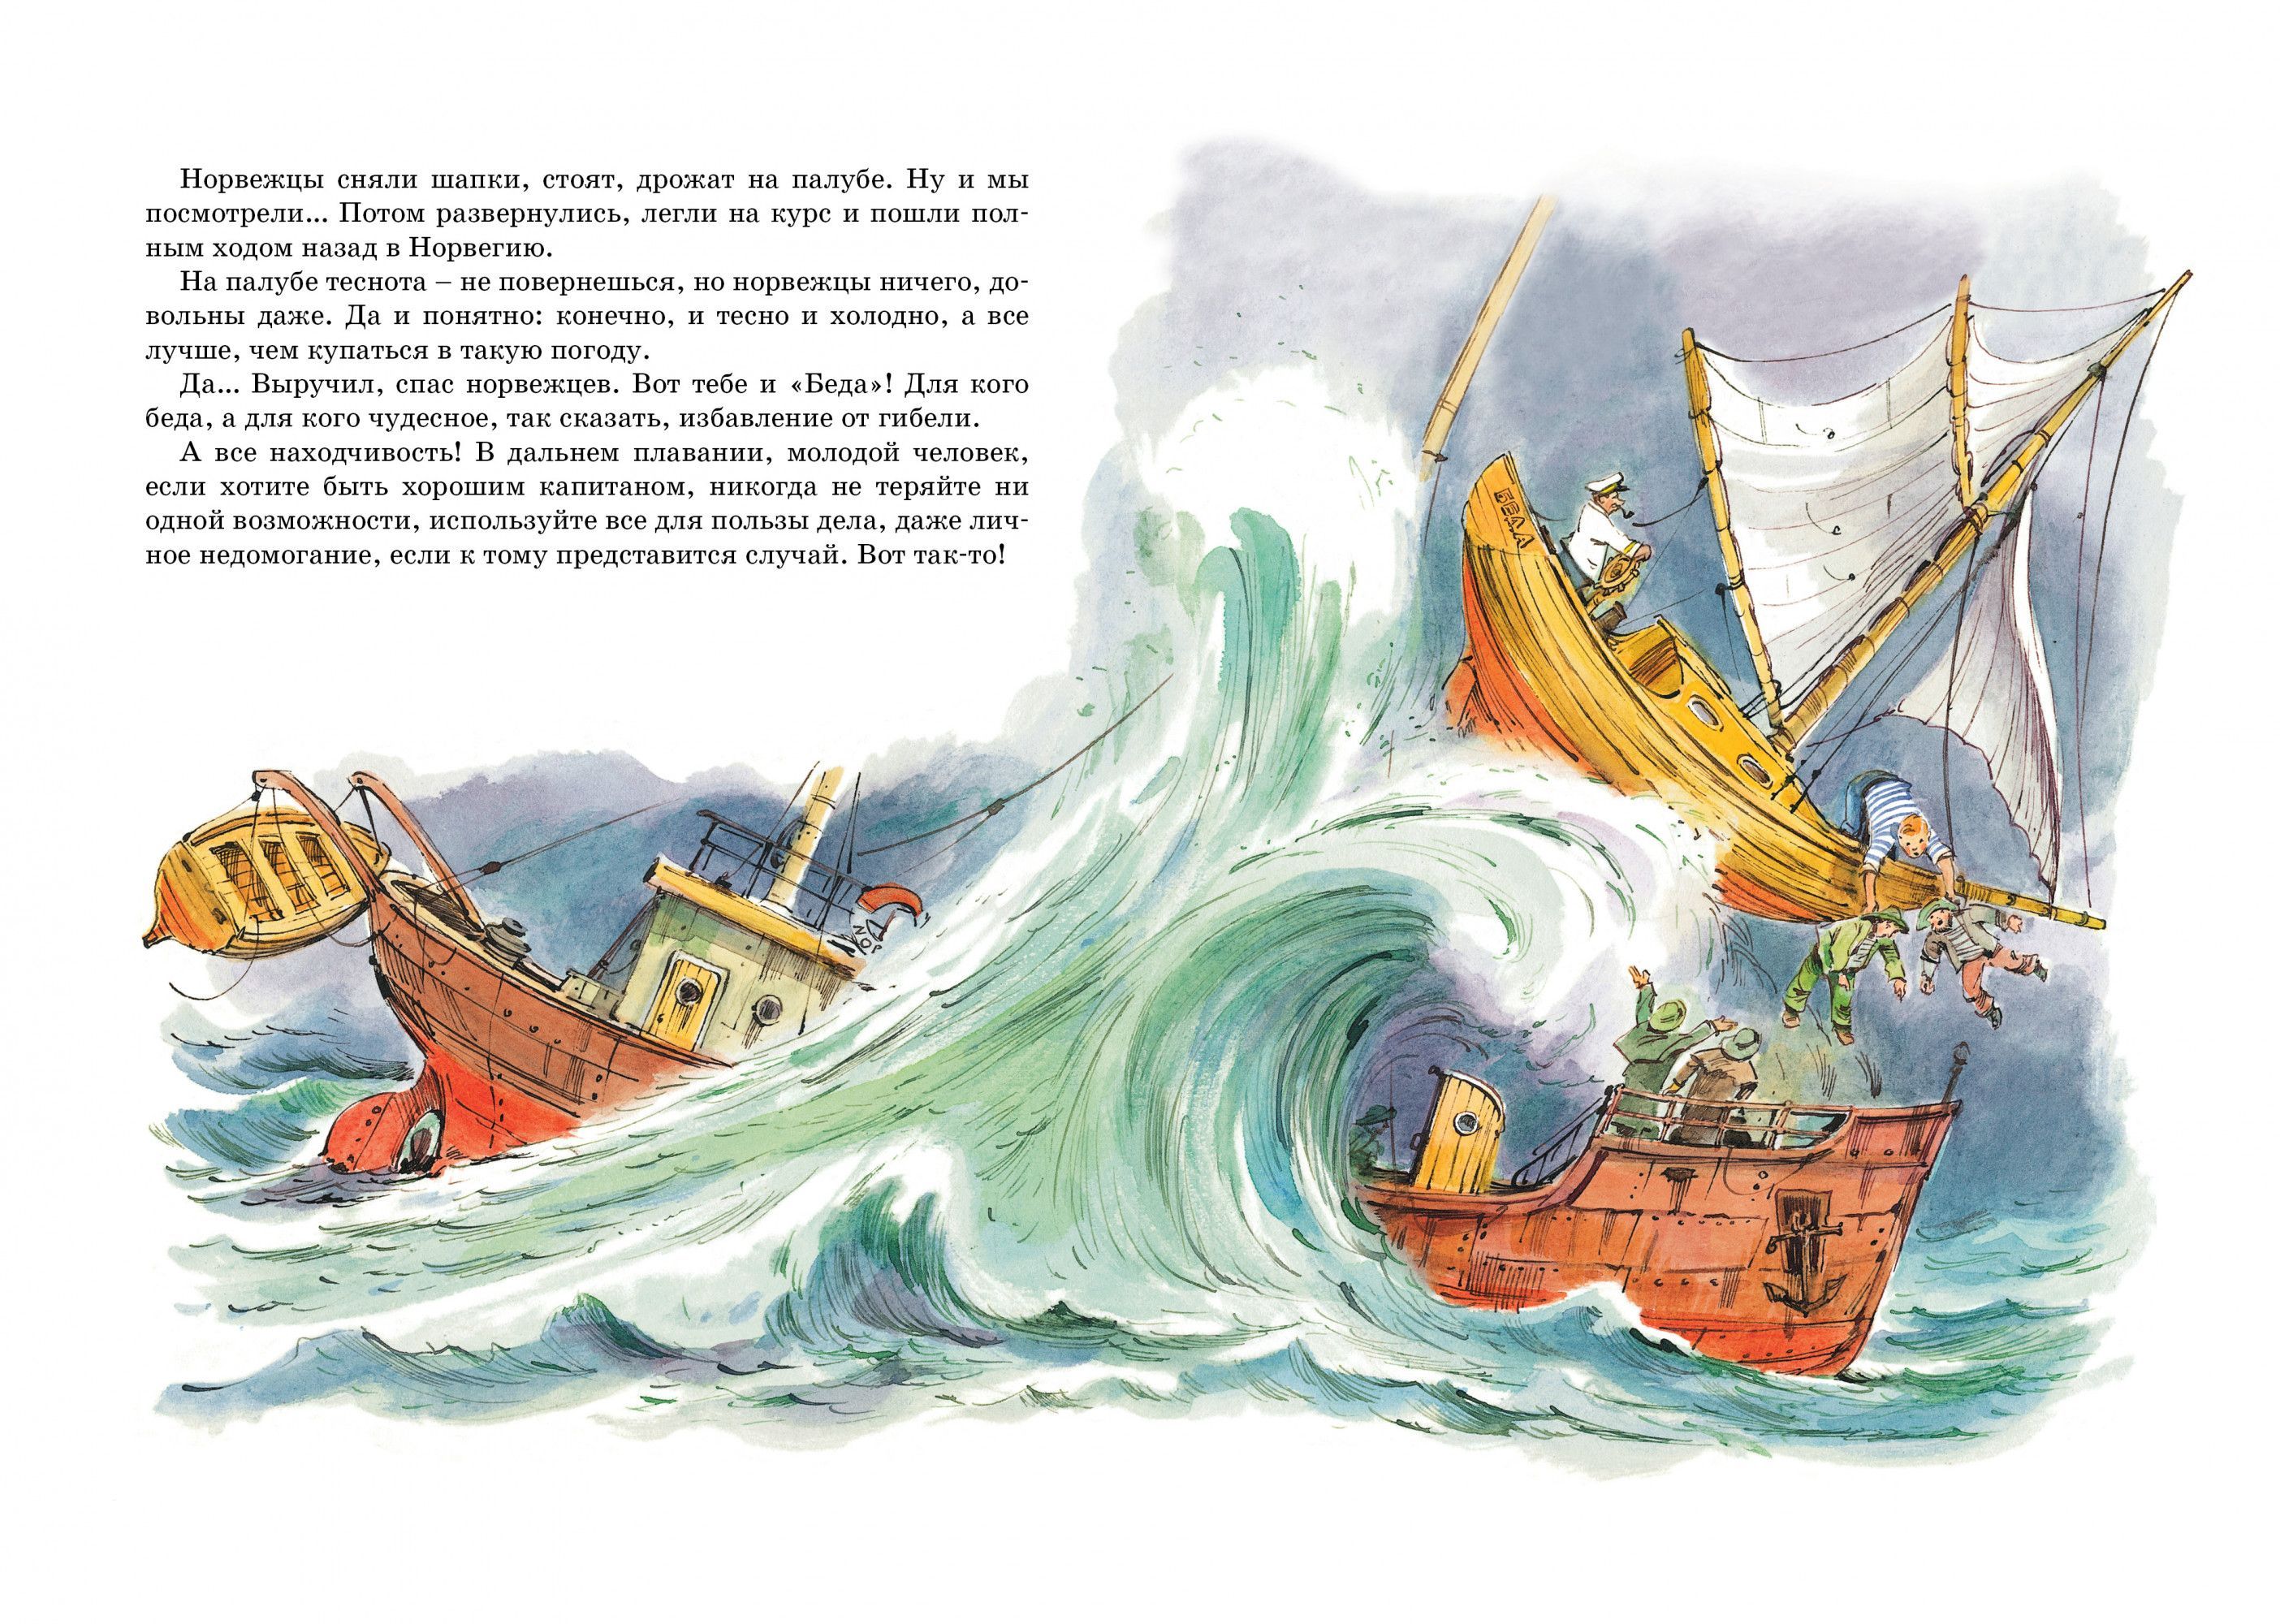 Норвежцы сняли шапки, стоят, дрожат на палубе. Ну и мы
посмотрели... Потом развернулись, легли на курс и пошли пол-
ным ходом назад в Норвегию.
На палубе теснота – не повернешься, но норвежцы ничего, до-
вольны даже. Да и понятно: конечно, и тесно и холодно, а все
лучше, чем купаться в такую погоду.
Да... Выручил, спас норвежцев. Вот тебе и «Беда»! Для кого
беда, а для кого чудесное, так сказать, избавление от гибели.
А все находчивость! В дальнем плавании, молодой человек,
если хотите быть хорошим капитаном, никогда не теряйте ни
одной возможности, используйте все для пользы дела, даже лич-
ное недомогание, если к тому представится случай. Вот так-то!
БЕДА